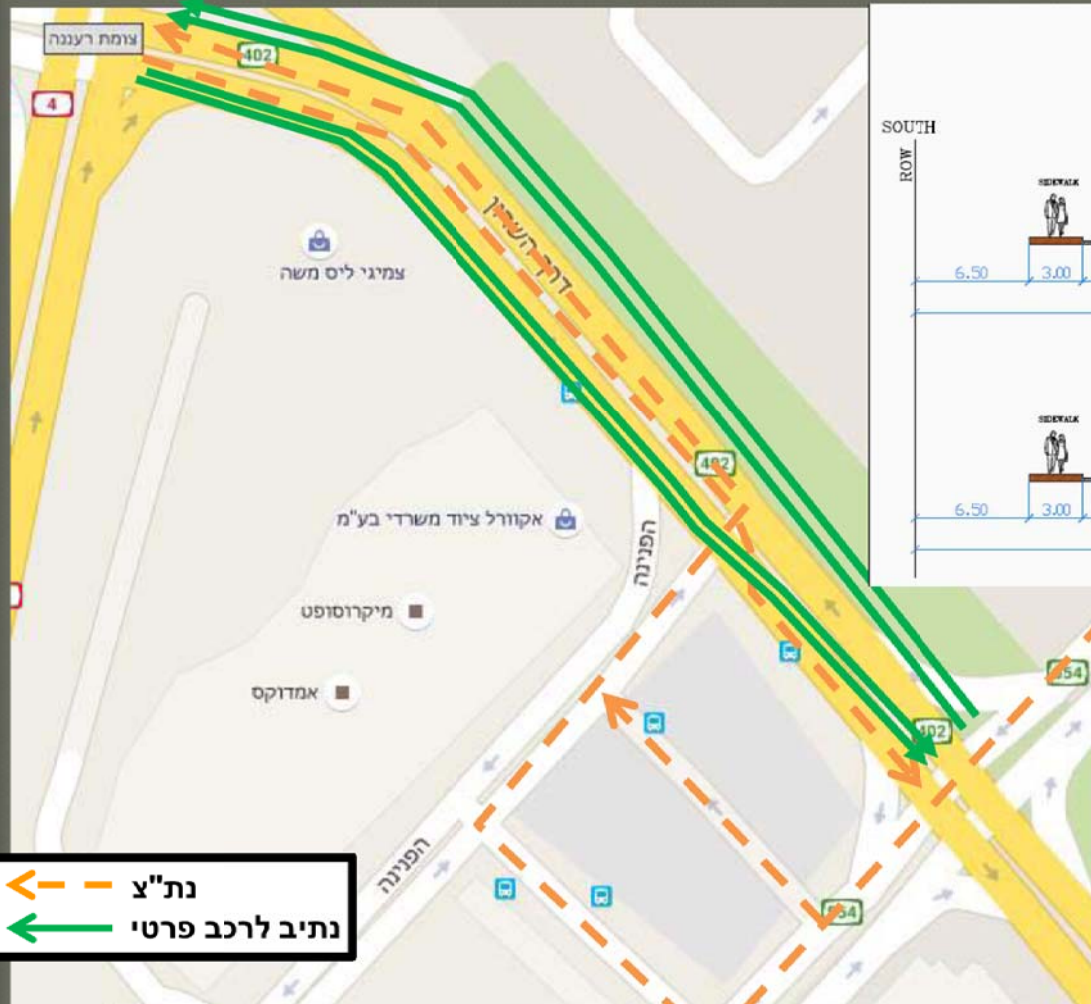 צומת רעננה
402
4
SOUTH
ROW
SIDEWALK
6.50
3.00
צמיגי ליס משה
דרך השרון
SIDEWALK
6.50
3.00
402
אקוורל ציוד משרדי בע"מ
הפנינה
מיקרוסופט
אמדוקס
554
402
הפנינה
554
נת"צ
נתיב לרכב פרטי